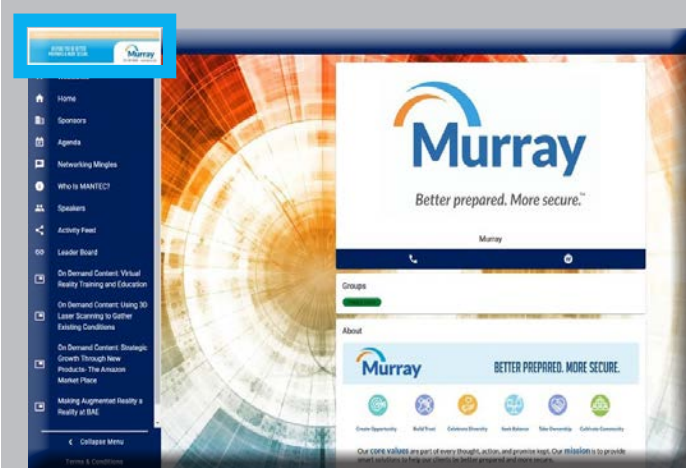 Murray
Home
Sponsors
Agenda
Networking Mingles
Who Is MANTEC?
Speakers
Activity Feed
Leader Board
On Demand Content: Virtual
Reality Training and Education
On Demand Content: Using 3D
Laser Scanning to Gather
Existing Conditions
On Demand Content: Strategic
Growth Through New
Products- The Amazon
Market Place
Making Augmented Reality a
Reality at BAE
Collapse Menu
Terms & Conditions
Murray
Better prepared. More secure.™
Murray
Groups
About
Murray
BETTER PREPARED. MORE SECURE.
Create Opportunity
Build Trust
Celebrate Diversity
Seek Balance
Take Ownership
Cultivate Community
Our core values are part of every thought, action, and promise kept. Our mission is to provide
smart solutions to help our clients be better prepared and more secure.